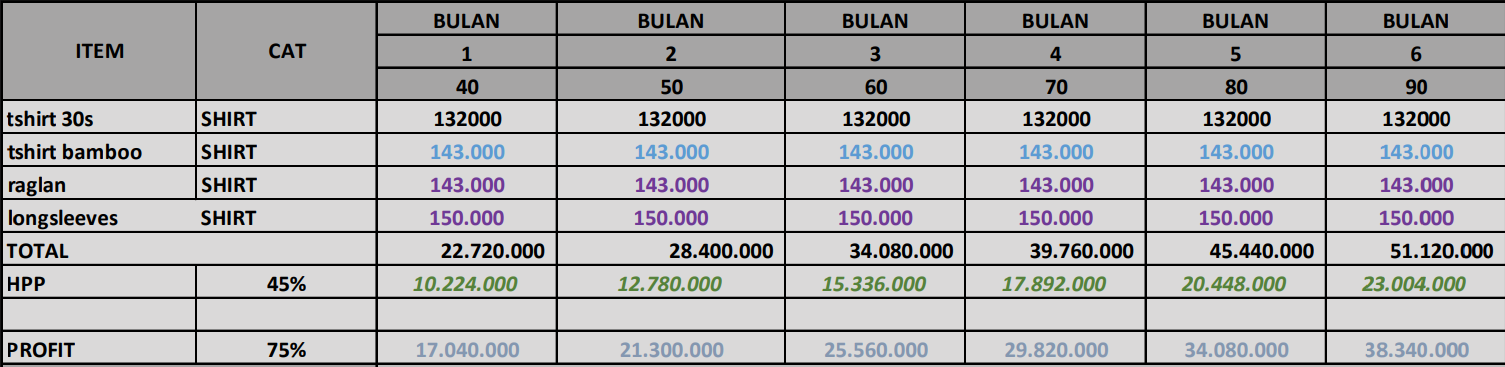 ITEM CAT BULAN BULAN BULAN BULAN BULAN BULAN
1 2 3 4 5 6
40 50 60 70 80 90
tshirt 30s SHIRT 132000 132000 132000 132000 132000 132000
tshirt bamboo SHIRT 143.000 143.000 143.000 143.000 143.000 143.000
raglan SHIRT 143.000 143.000 143.000 143.000 143.000 143.000
longsleeves SHIRT 150.000 150.000 150.000 150.000 150.000 150.000
TOTAL 22.720.000 28.400.000 34.080.000 39.760.000 45.440.000 51.120.000
HPP 45% 10.224.000 12.780.000 15.336.000 17.892.000 20.448.000 23.004.000
PROFIT 75% 17.040.000 21.300.000 25.560.000 29.820.000 34.080.000 38.340.000